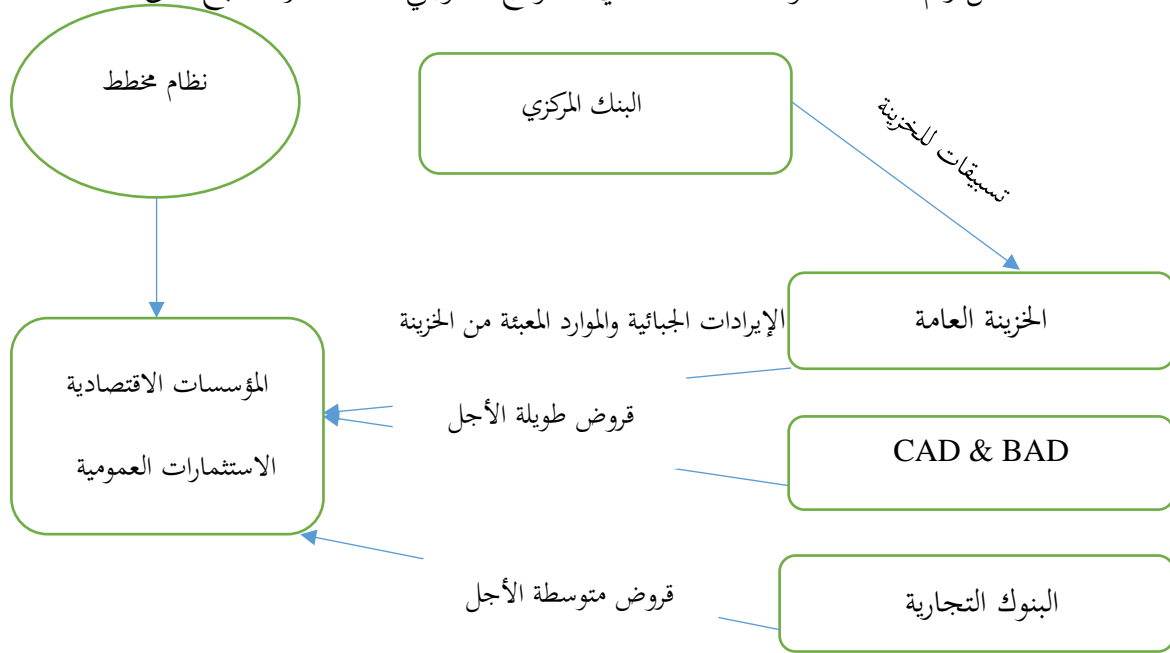 نظام مخطط
البنك المركزي
تسبيقات للخزينة
الخزينة العامة
الإيرادات الجبائية والموارد المعبئة من الخزينة
المؤسسات الاقتصادية
قروض طويلة الأجل
CAD & BAD
الاستثمارات العمومية
قروض متوسطة الأجل
البنوك التجارية